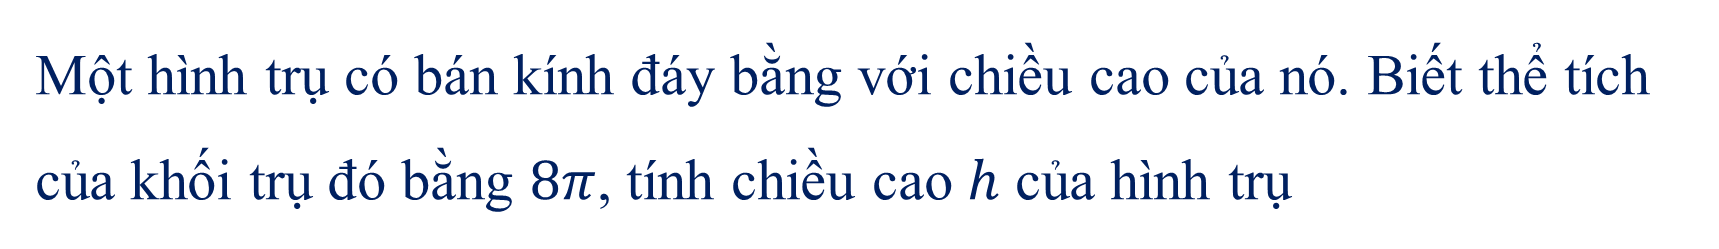 Một hình trụ có bán kính đáy bằng với chiều cao của nó. Biết thể tích
của khối trụ đó bằng 8π, tính chiều cao h của hình trụ